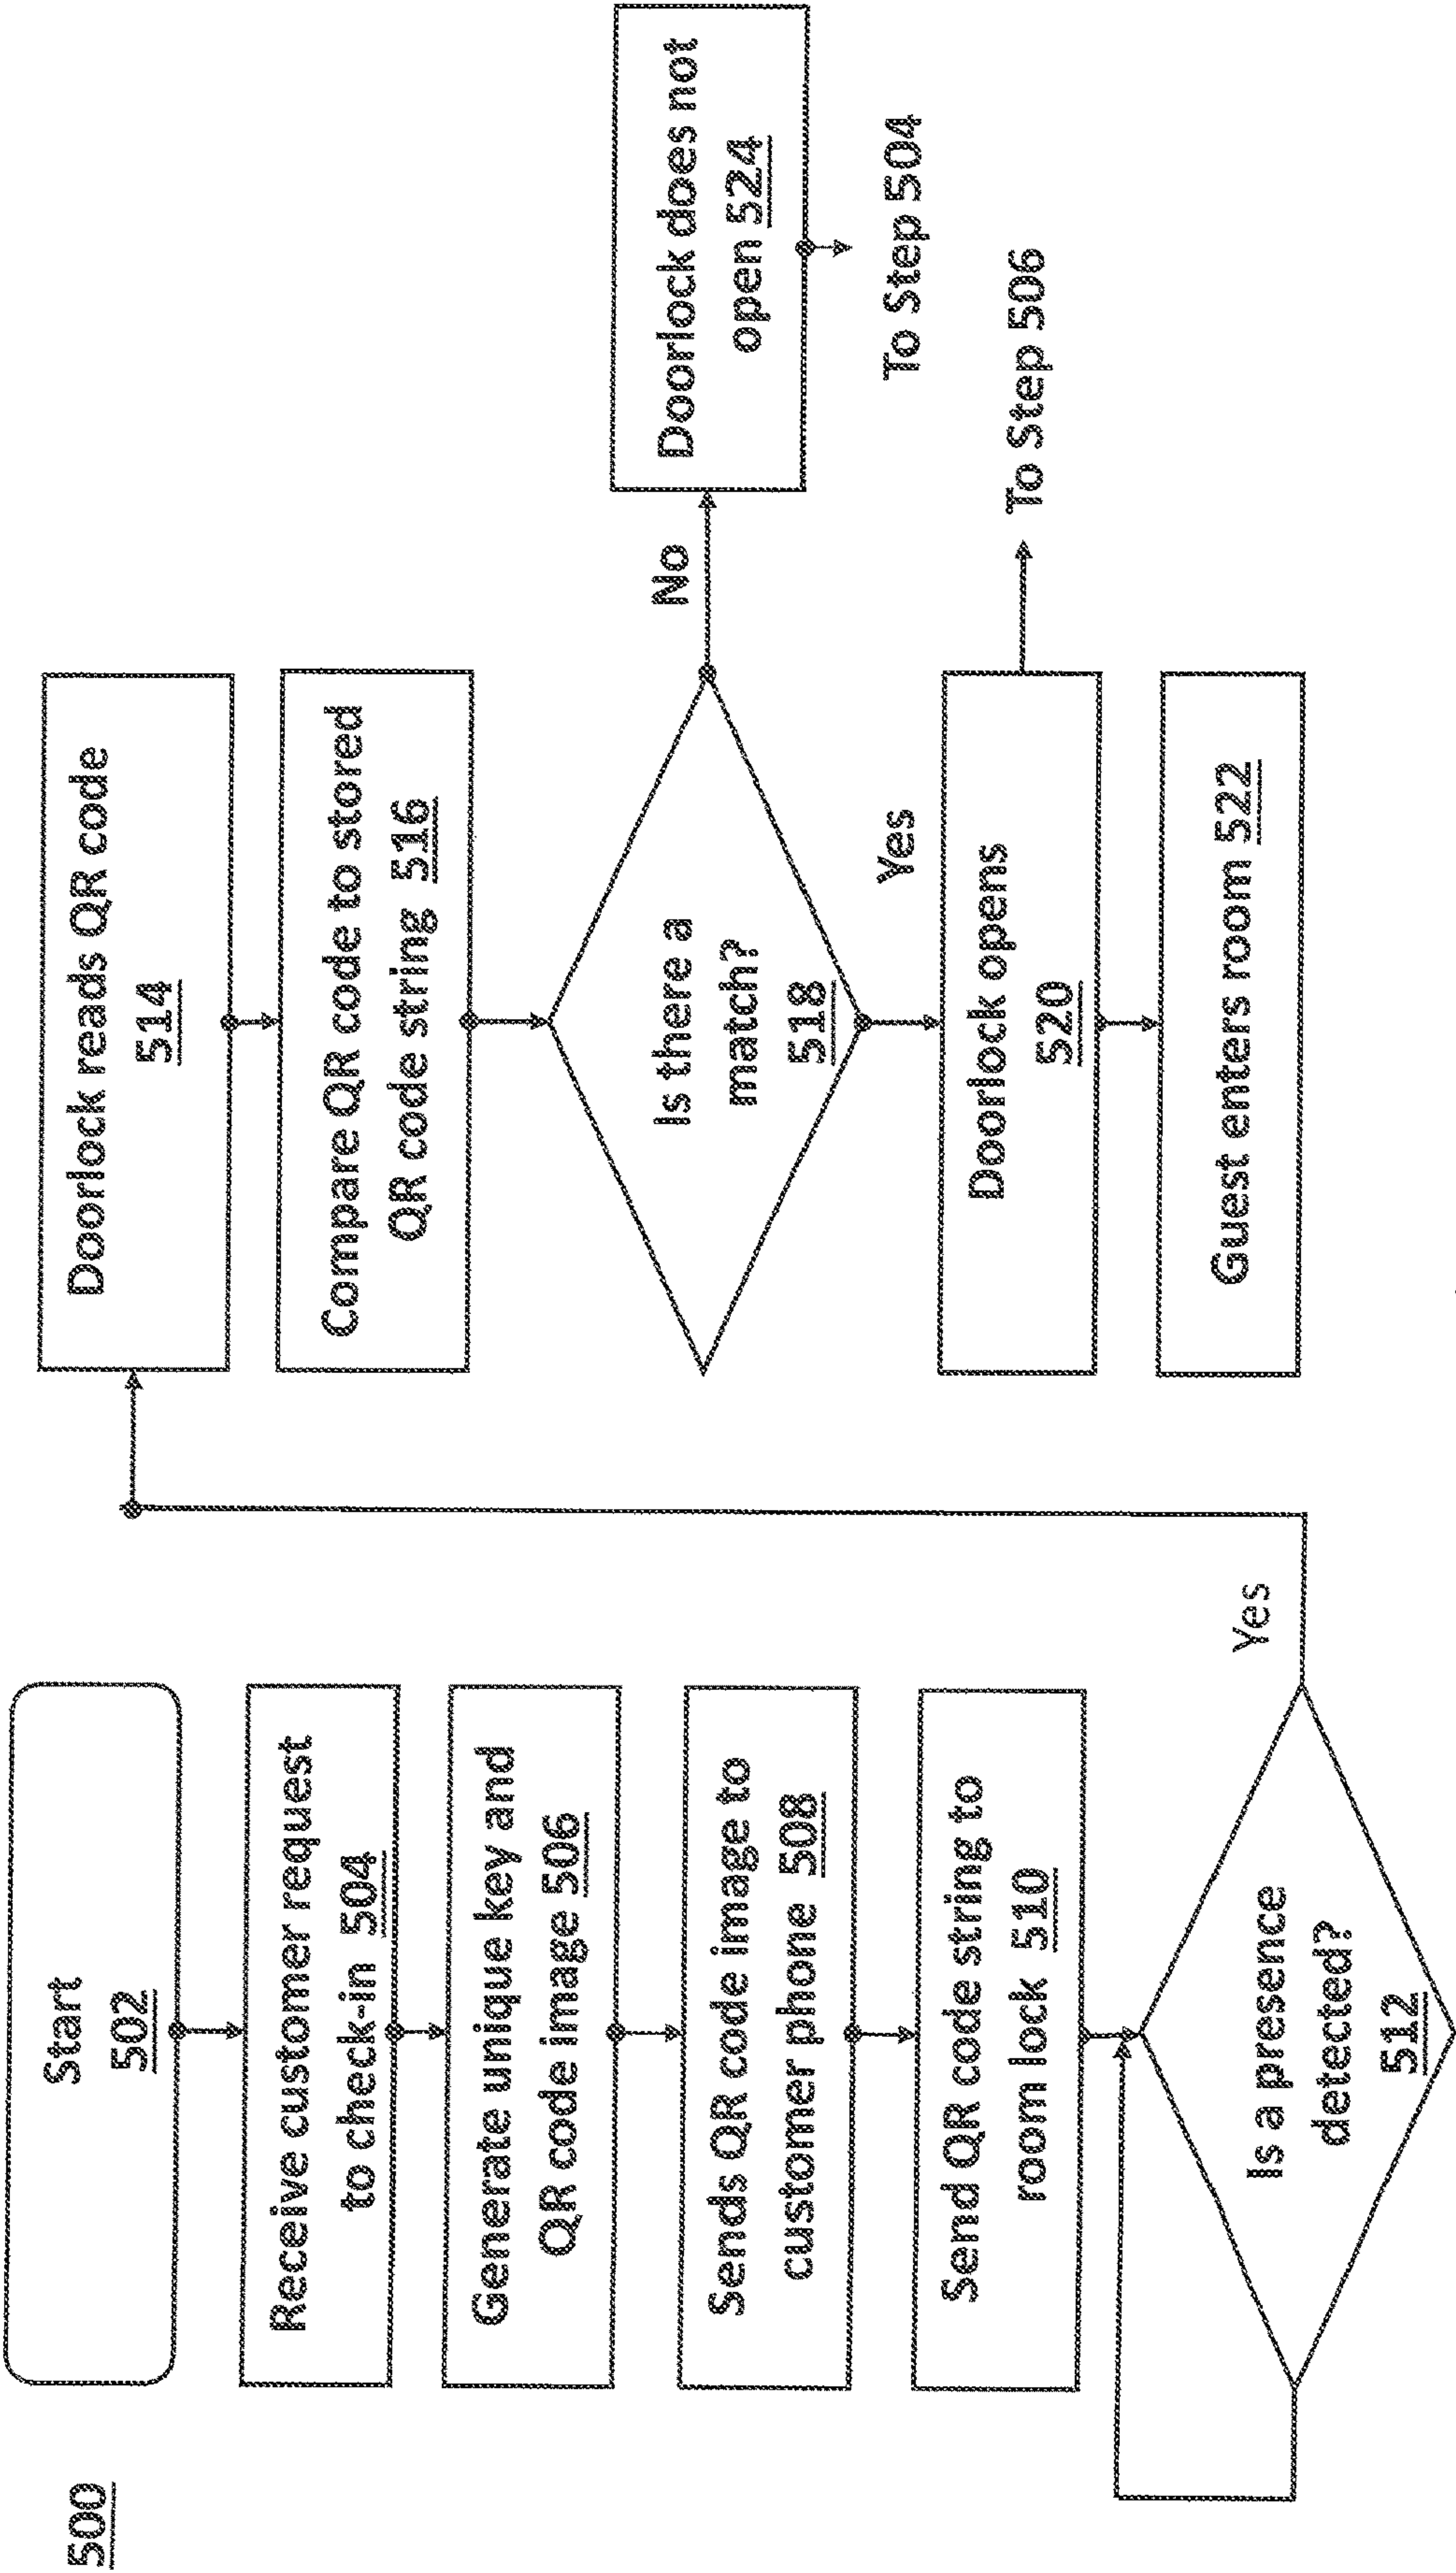 500
Start
502
Receive customer request
to check-in 504
Generate unique key and
QR code image 506
Sends QR code image to
customer phone 508
Send QR code string to
room lock 510
Is a presence
detected?
512
Yes
Doorlock reads QR code
514
Compare QR code to stored
QR code string 516
Is there a
match?
518
No
Yes
Doorlock opens
520
Guest enters room 522
Doorlock does not
open 524
To Step 504
To Step 506